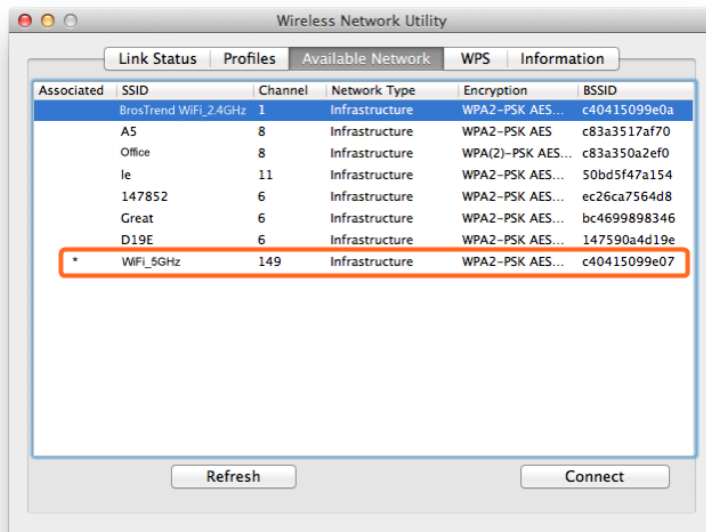 Wireless Network Utility
Link Status Profiles Available Network WPS Information
Associated SSID Channel Network Type Encryption BSSID
BrosTrend WiFi_2.4GHz 1 Infrastructure WPA2-PSK AES... c40415099e0a
A5 8 Infrastructure WPA2-PSK AES c83a3517af70
Office 8 Infrastructure WPA(2)-PSK AES... c83a350a2ef0
le 11 Infrastructure WPA2-PSK AES... 50bd5f47a154
147852 6 Infrastructure WPA2-PSK AES... ec26ca7564d8
Great 6 Infrastructure WPA2-PSK AES... bc4699898346
D19E 6 Infrastructure WPA2-PSK AES... 147590a4d19e
* WiFi_5GHz 149 Infrastructure WPA2-PSK AES... c40415099e07
Refresh Connect